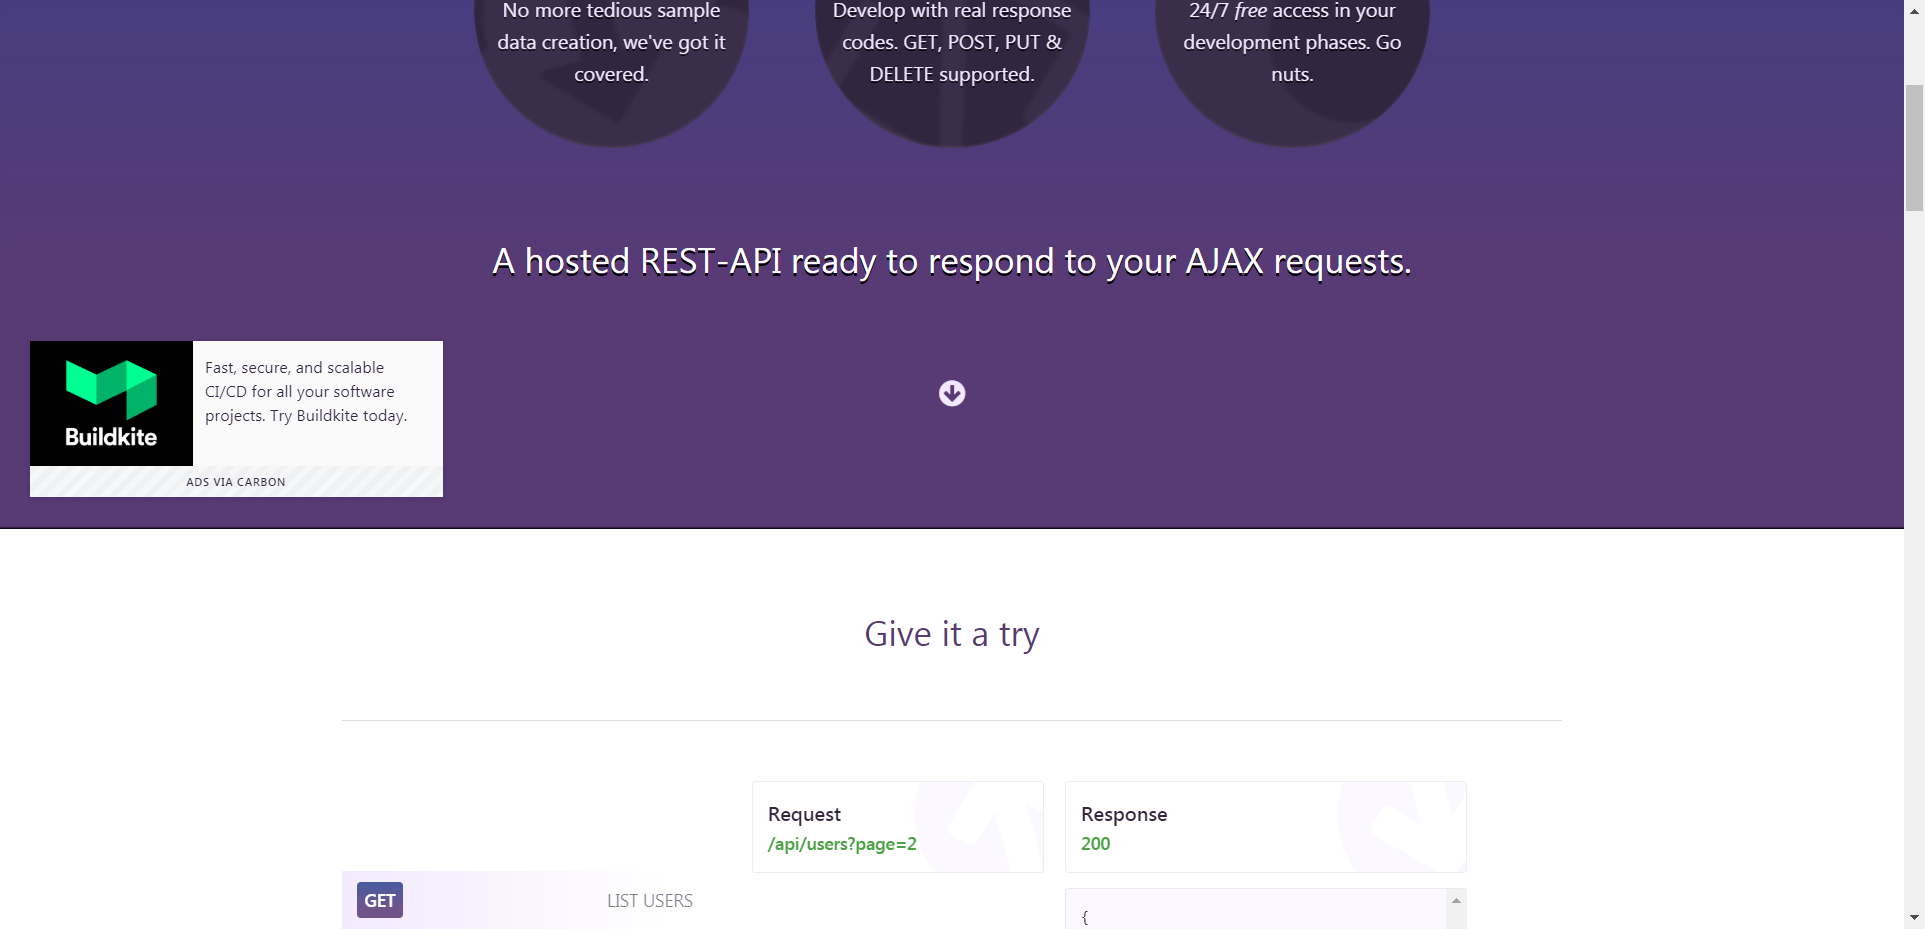 No more tedious sample
data creation, we've got it
covered.
Develop with real response
codes. GET, POST, PUT &
DELETE supported.
24/7 free access in your
development phases. Go
nuts.
A hosted REST-API ready to respond to your AJAX requests.
Buildkite
Fast, secure, and scalable
CI/CD for all your software
projects. Try Buildkite today.
ADS VIA CARBON
Give it a try
Request
/api/users?page=2
Response
200
GET
LIST USERS
{